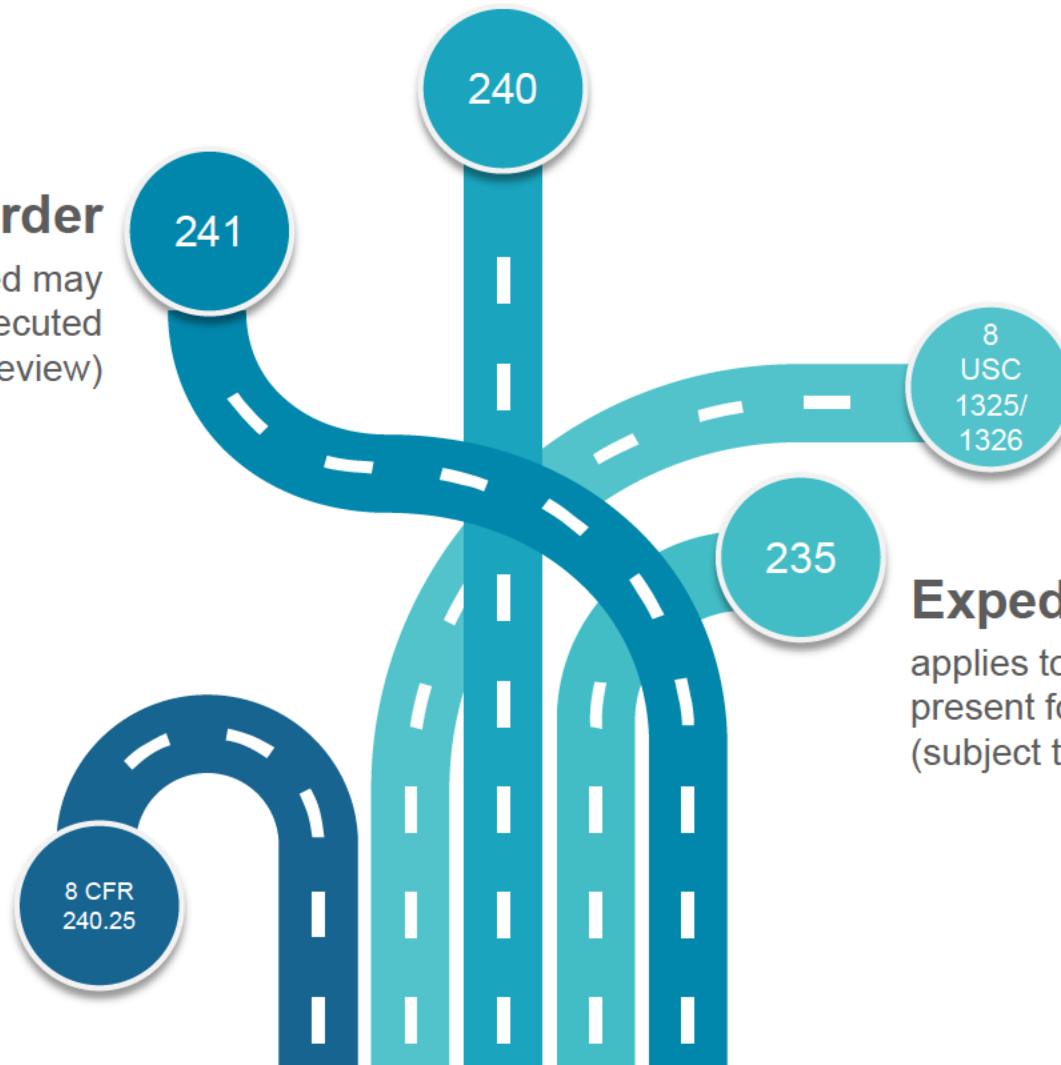 240
rder
241
ed may
ecuted
eview)
8
USC
1325/
1326
235
Exped
applies to
present fo
(subject t
8 CFR
240.25